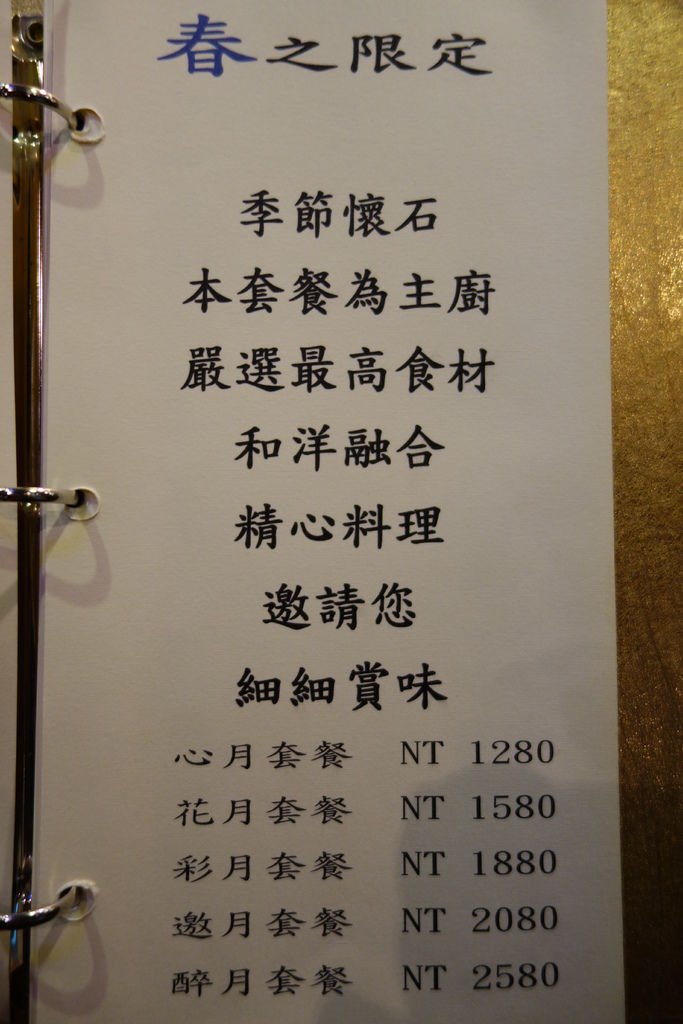 春之限定
季節懷石
本套餐為主廚
嚴選最高食材
和洋融合
精心料理
邀請您
細細賞味
心月套餐 NT 1280
花月套餐 NT 1580
彩月套餐 NT 1880
邀月套餐 NT 2080
醉月套餐 NT 2580